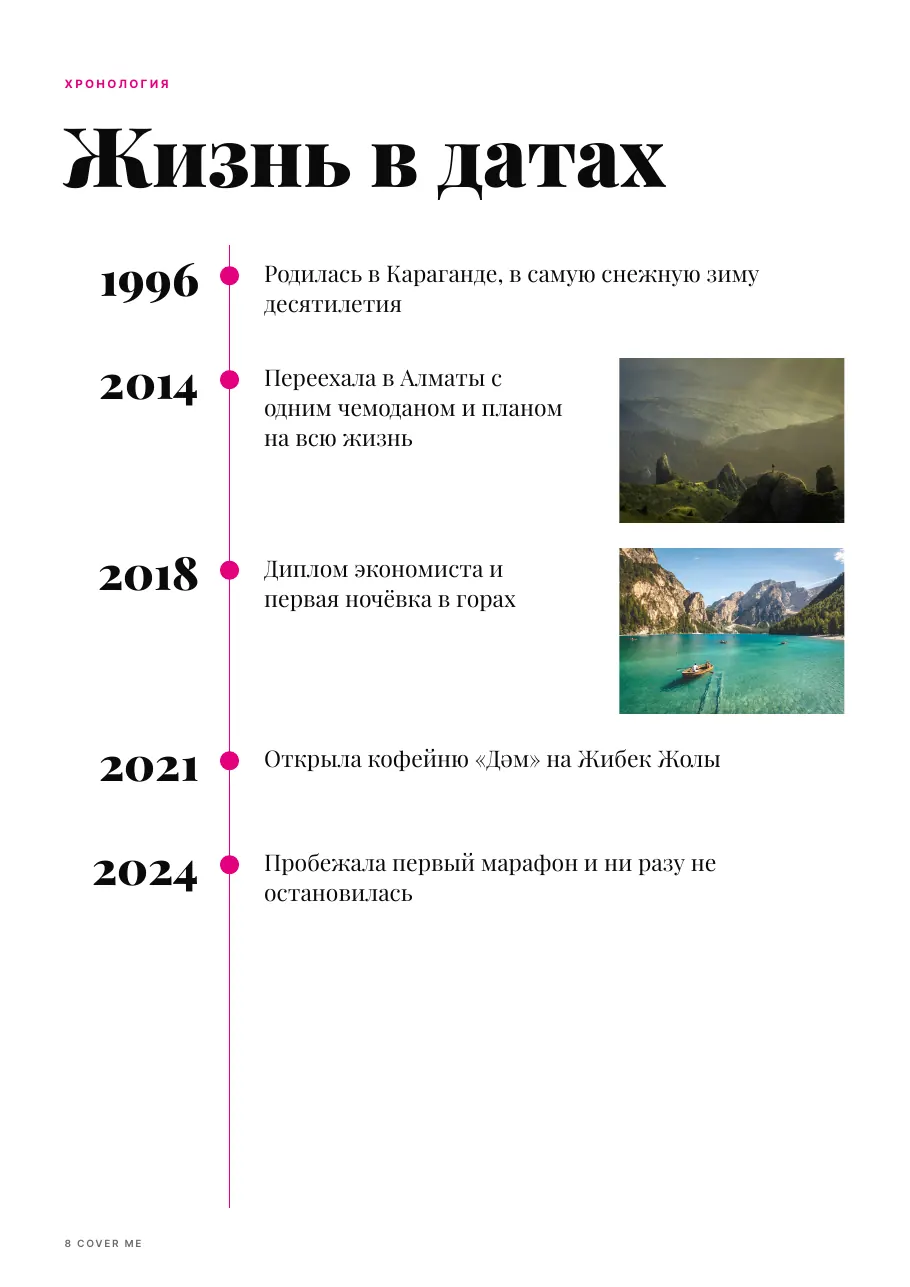 ХРОНОЛОГИЯ
Жизнь в датах
1996
Родилась в Караганде, в самую снежную зиму
десятилетия
2014
Переехала в Алматы с
одним чемоданом и планом
на всю жизнь
2018
Диплом экономиста и
первая ночёвка в горах
2021
Открыла кофейню «Дәм» на Жибек Жолы
2024
Пробежала первый марафон и ни разу не
остановилась
8 COVER ME